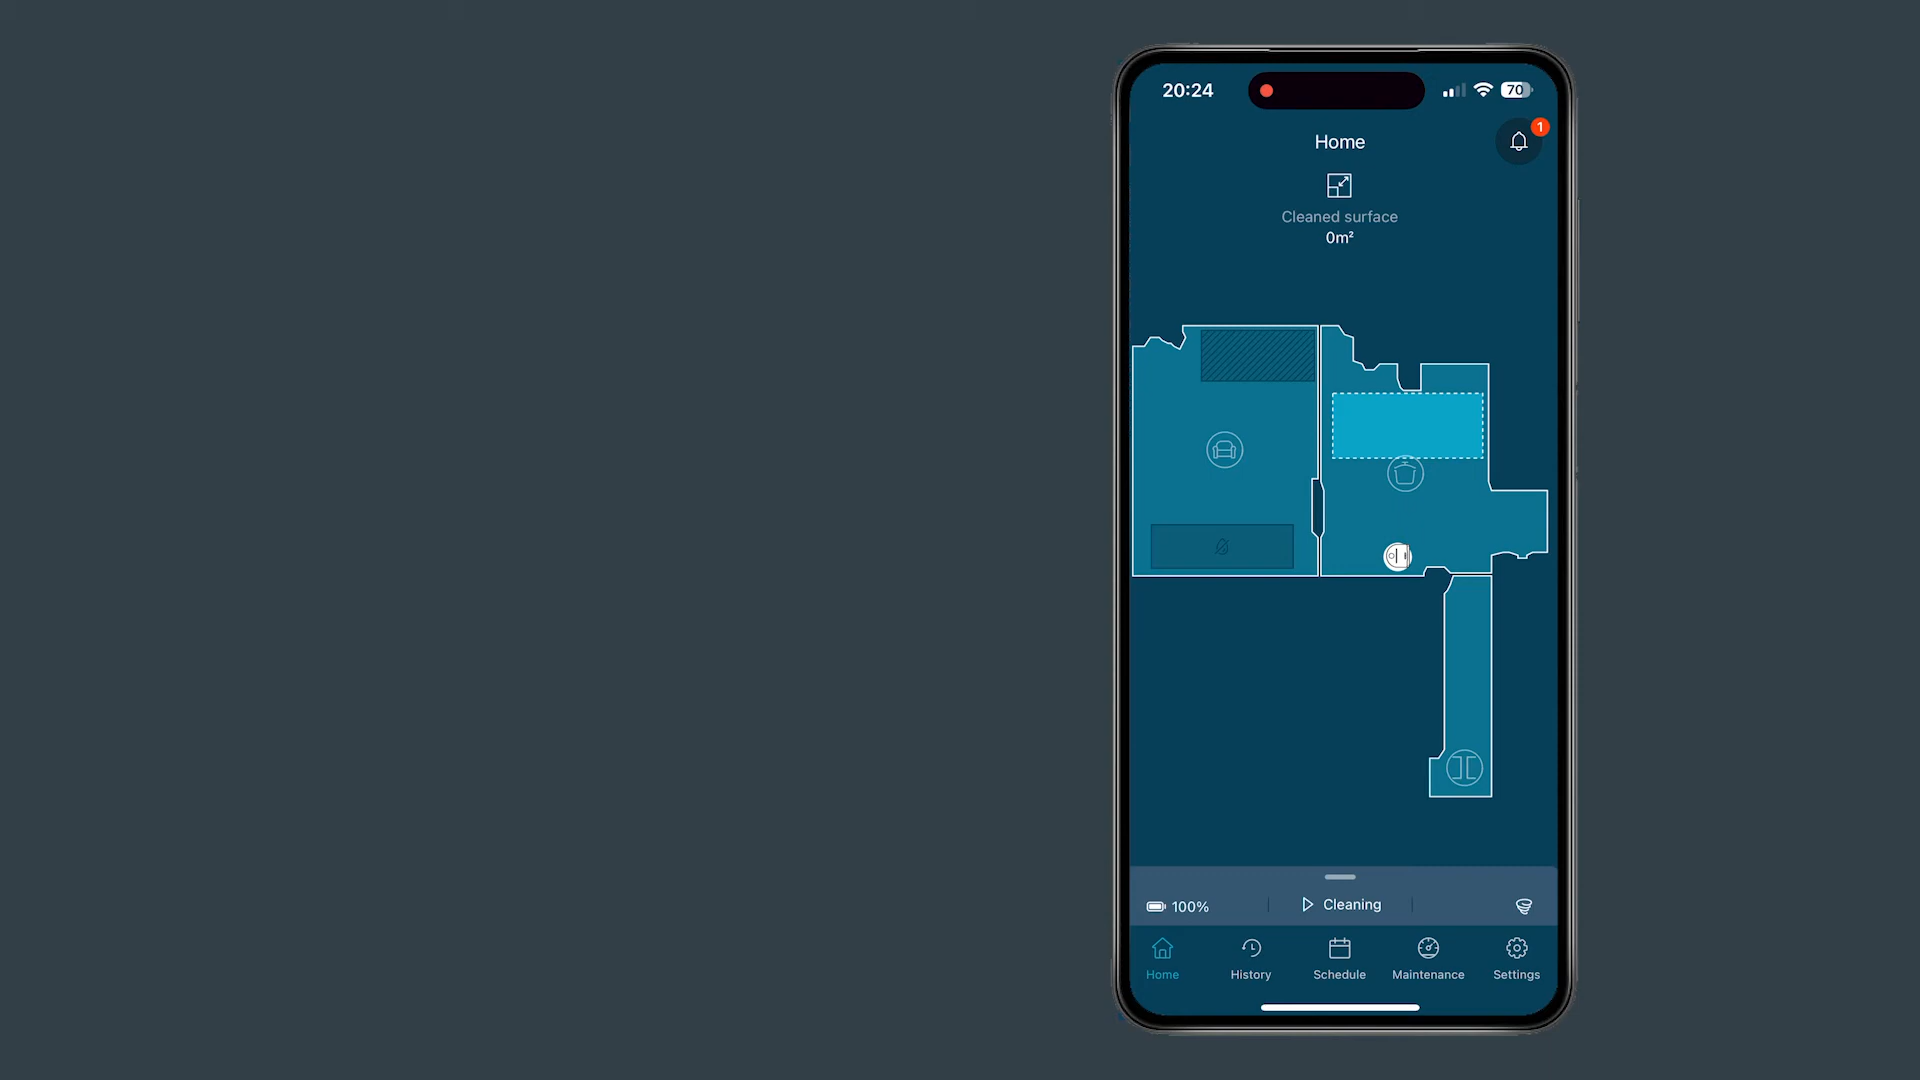 20:24
70
Home
1
Cleaned surface
0m²
100%
Cleaning
Home
History
Schedule
Maintenance
Settings